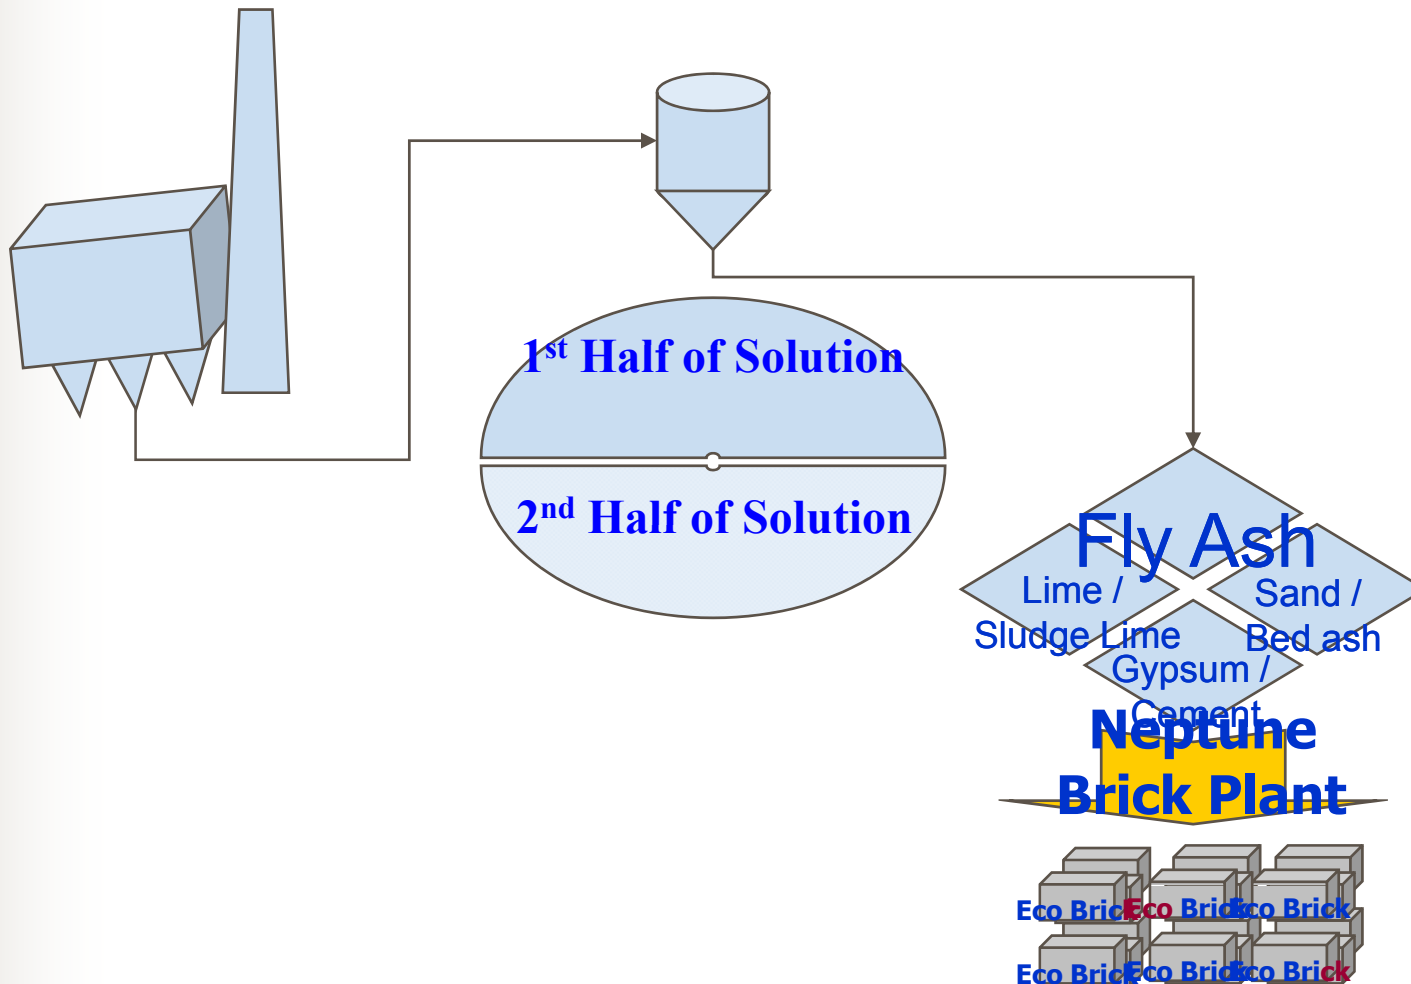 1st Half of Solution
2nd Half of Solution
Fly Ash
Lime /
Sludge Lime
Sand /
Bed ash
Gypsum /
Cement
Neptune
Brick Plant
Eco Brick
Eco Brick
Eco Brick
Eco Brick
Eco Brick
Eco Brick